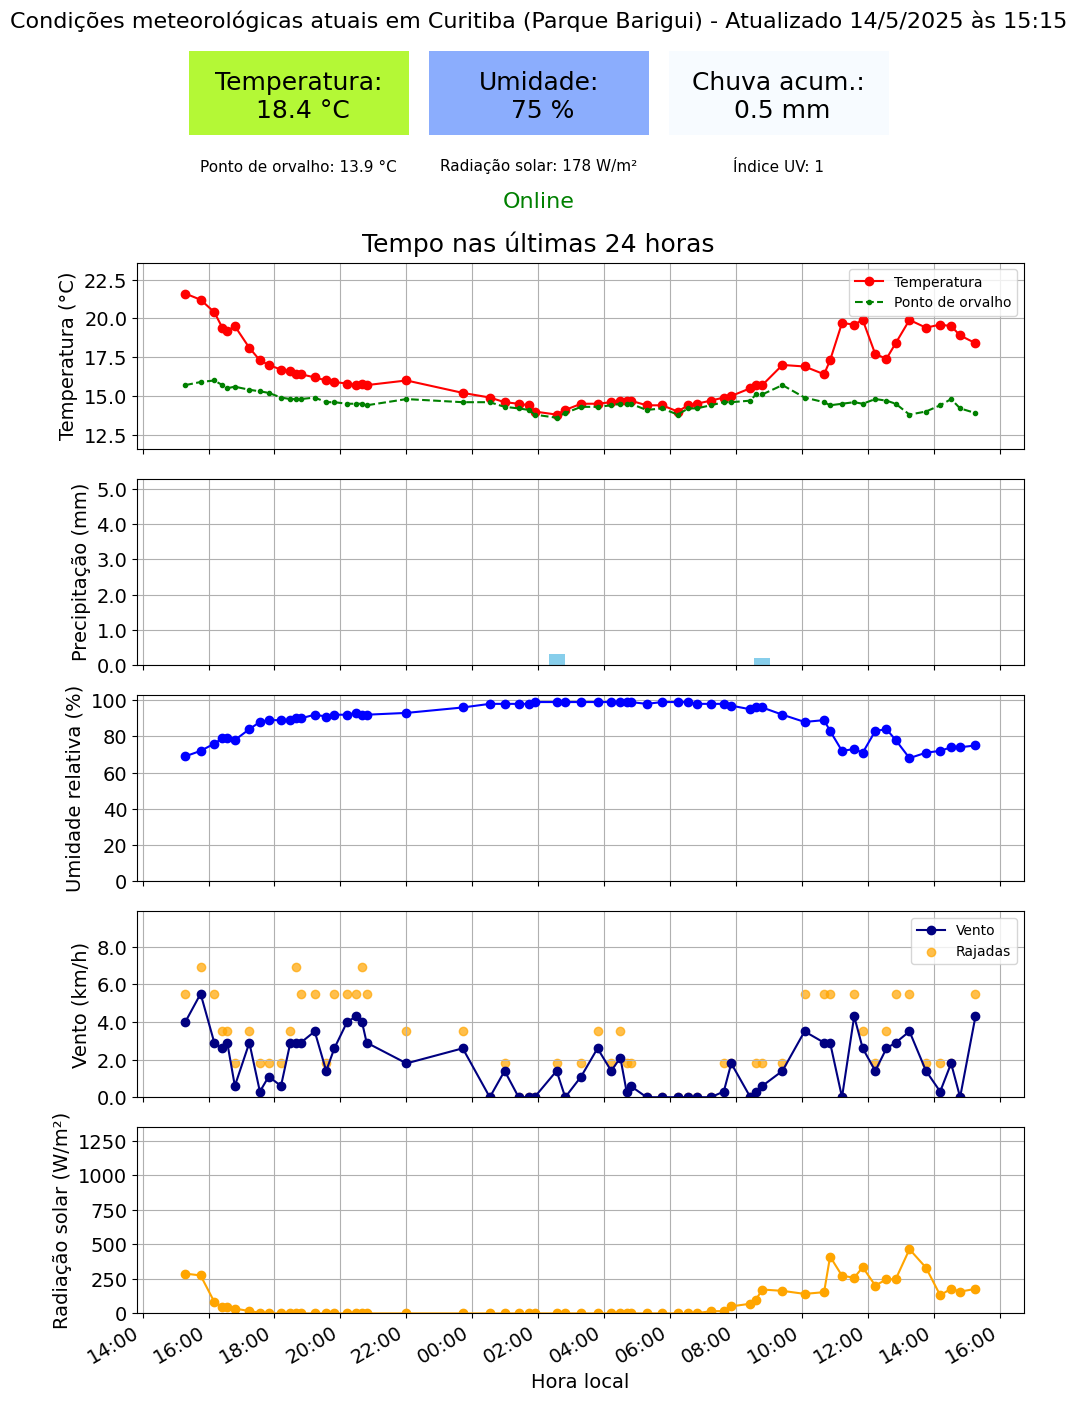 Condições meteorológicas atuais em Curitiba (Parque Barigui) - Atualizado 14/5/2025 às 15:15
Temperatura:
18.4 °C
Umidade:
75 %
Chuva acum.:
0.5 mm
Ponto de orvalho: 13.9 °C
Radiação solar: 178 W/m²
Índice UV: 1
Online
Tempo nas últimas 24 horas
Temperatura (°C)
22.5
20.0
17.5
15.0
12.5
Temperatura
Ponto de orvalho
Precipitação (mm)
5.0
4.0
3.0
2.0
1.0
0.0
Umidade relativa (%)
100
80
60
40
20
0
Vento (km/h)
8.0
6.0
4.0
2.0
0.0
Vento
Rajadas
Radiação solar (W/m²)
1250
1000
750
500
250
0
14:00
16:00
18:00
20:00
22:00
00:00
02:00
04:00
06:00
08:00
10:00
12:00
14:00
16:00
Hora local